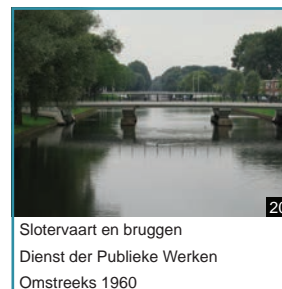 20
Slotervaart en bruggen
Dienst der Publieke Werken
Omstreeks 1960